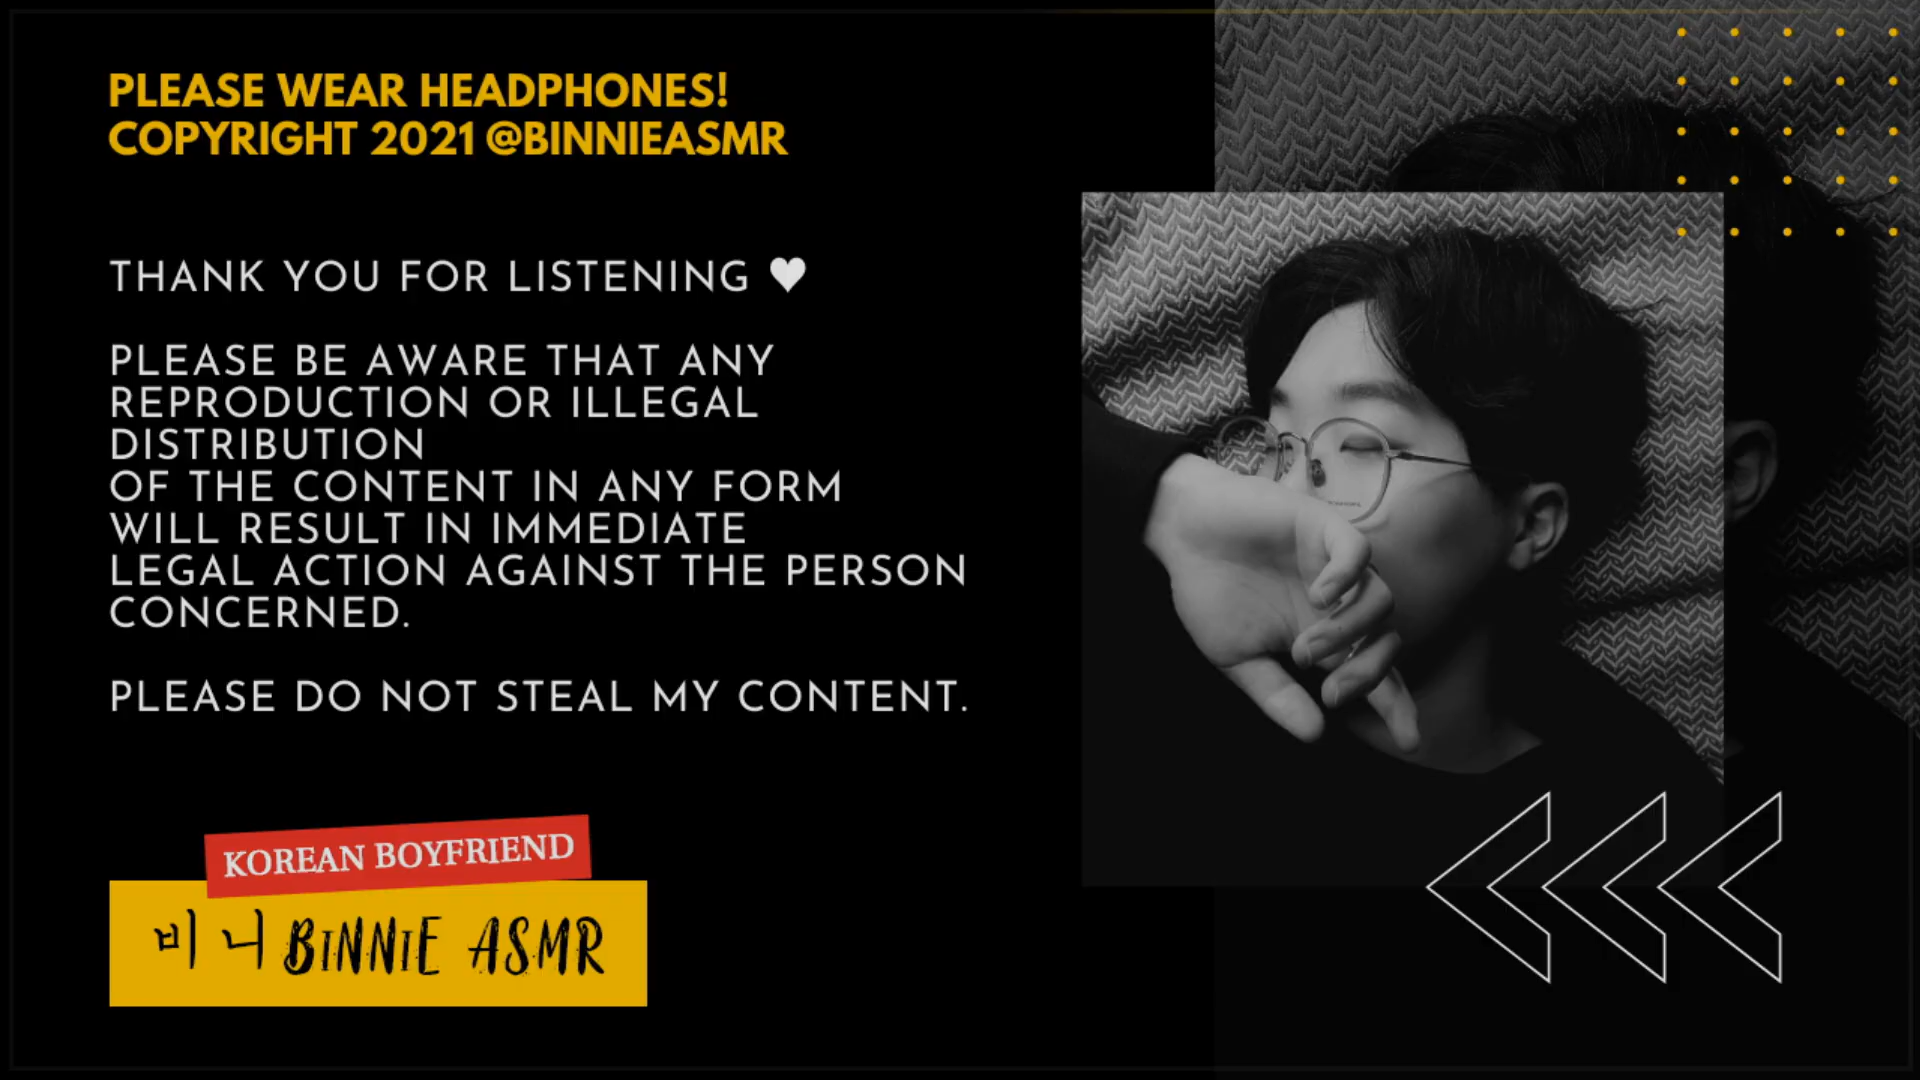 PLEASE WEAR HEADPHONES!
COPYRIGHT 2021 @BINNIEASMR
THANK YOU FOR LISTENING ♥
PLEASE BE AWARE THAT ANY
REPRODUCTION OR ILLEGAL
DISTRIBUTION
OF THE CONTENT IN ANY FORM
WILL RESULT IN IMMEDIATE
LEGAL ACTION AGAINST THE PERSON
CONCERNED.
PLEASE DO NOT STEAL MY CONTENT.
KOREAN BOYFRIEND
비니 BINNIE ASMR